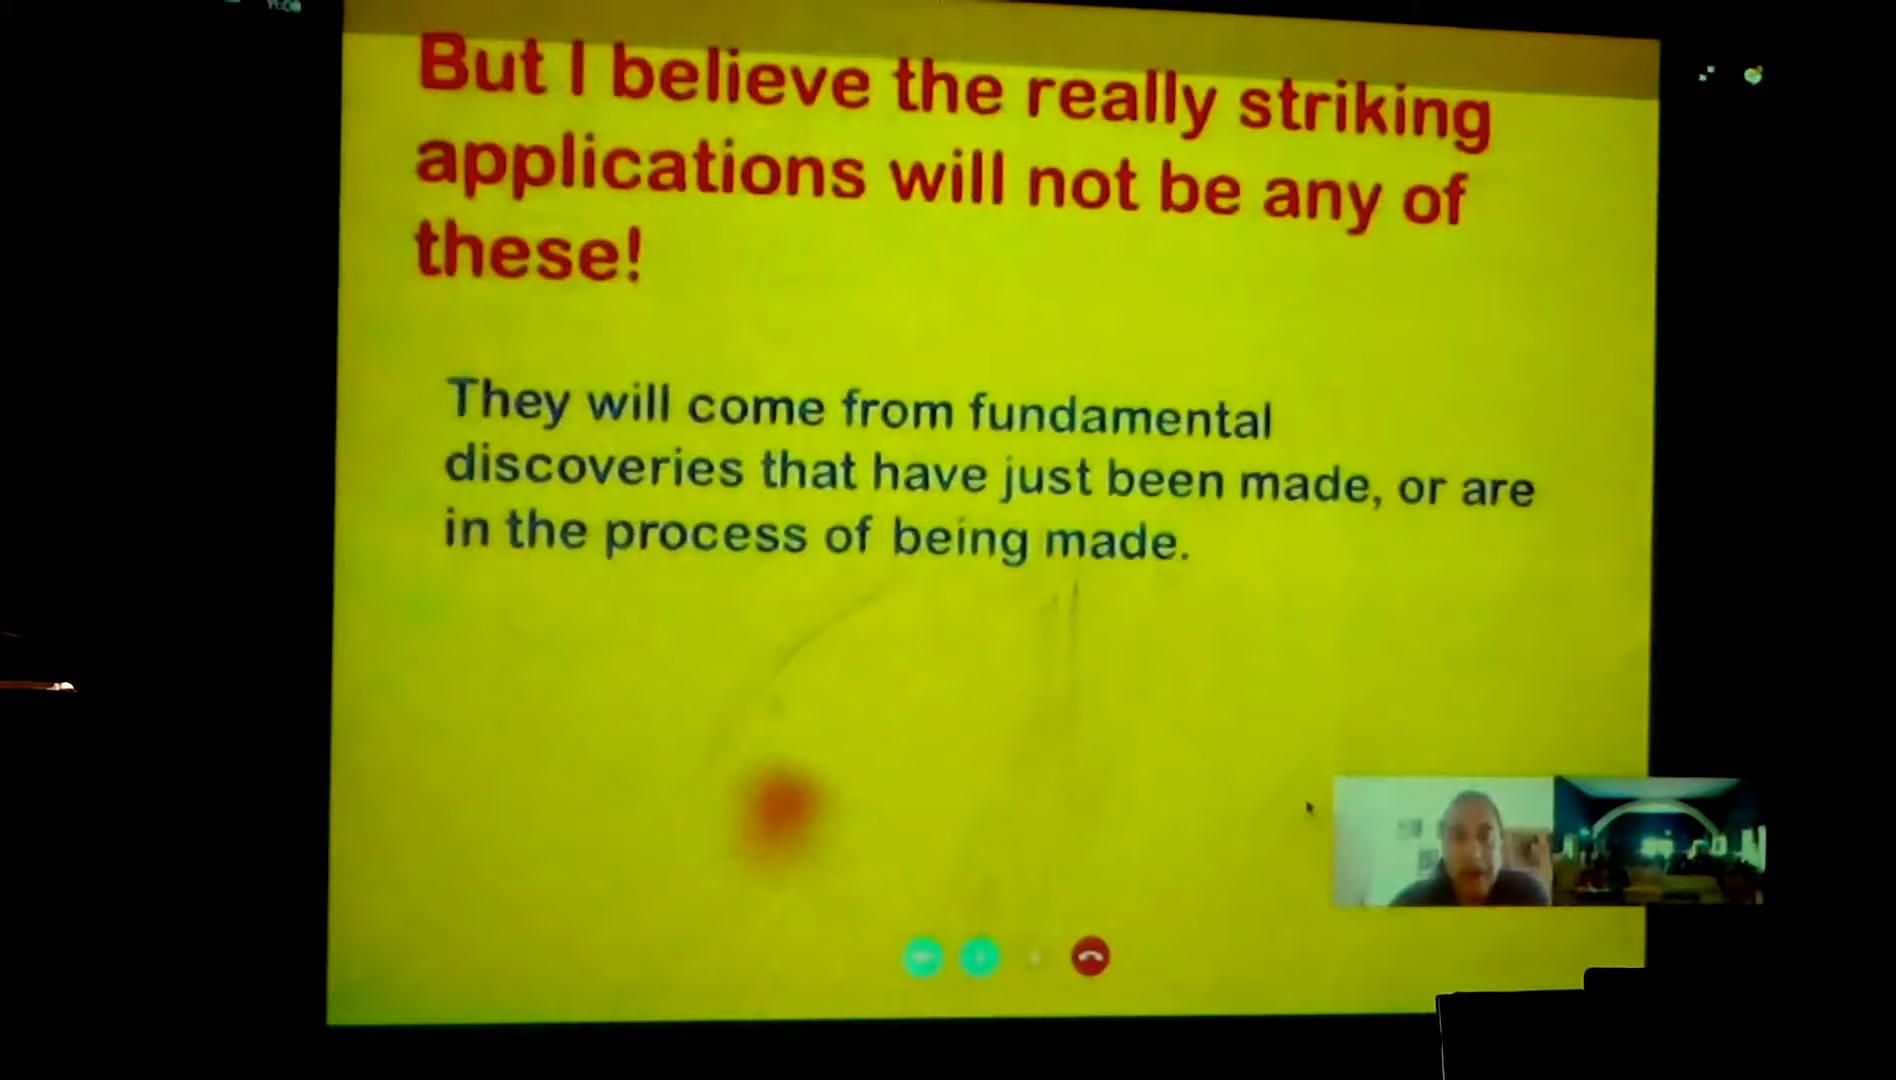 But I believe the really striking
applications will not be any of
these!
They will come from fundamental
discoveries that have just been made, or are
in the process of being made.